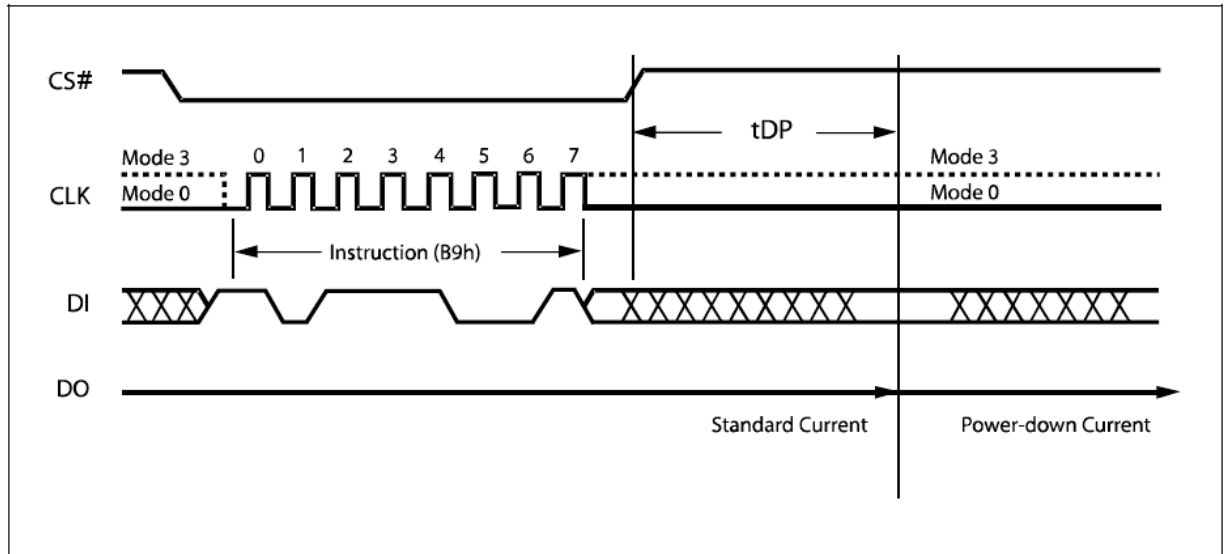 CS#
tDP
Mode 3 0 1 2 3 4 5 6 7 Mode 3
CLK Mode 0 Mode 0
Instruction (B9h)
DI
DO
Standard Current Power-down Current